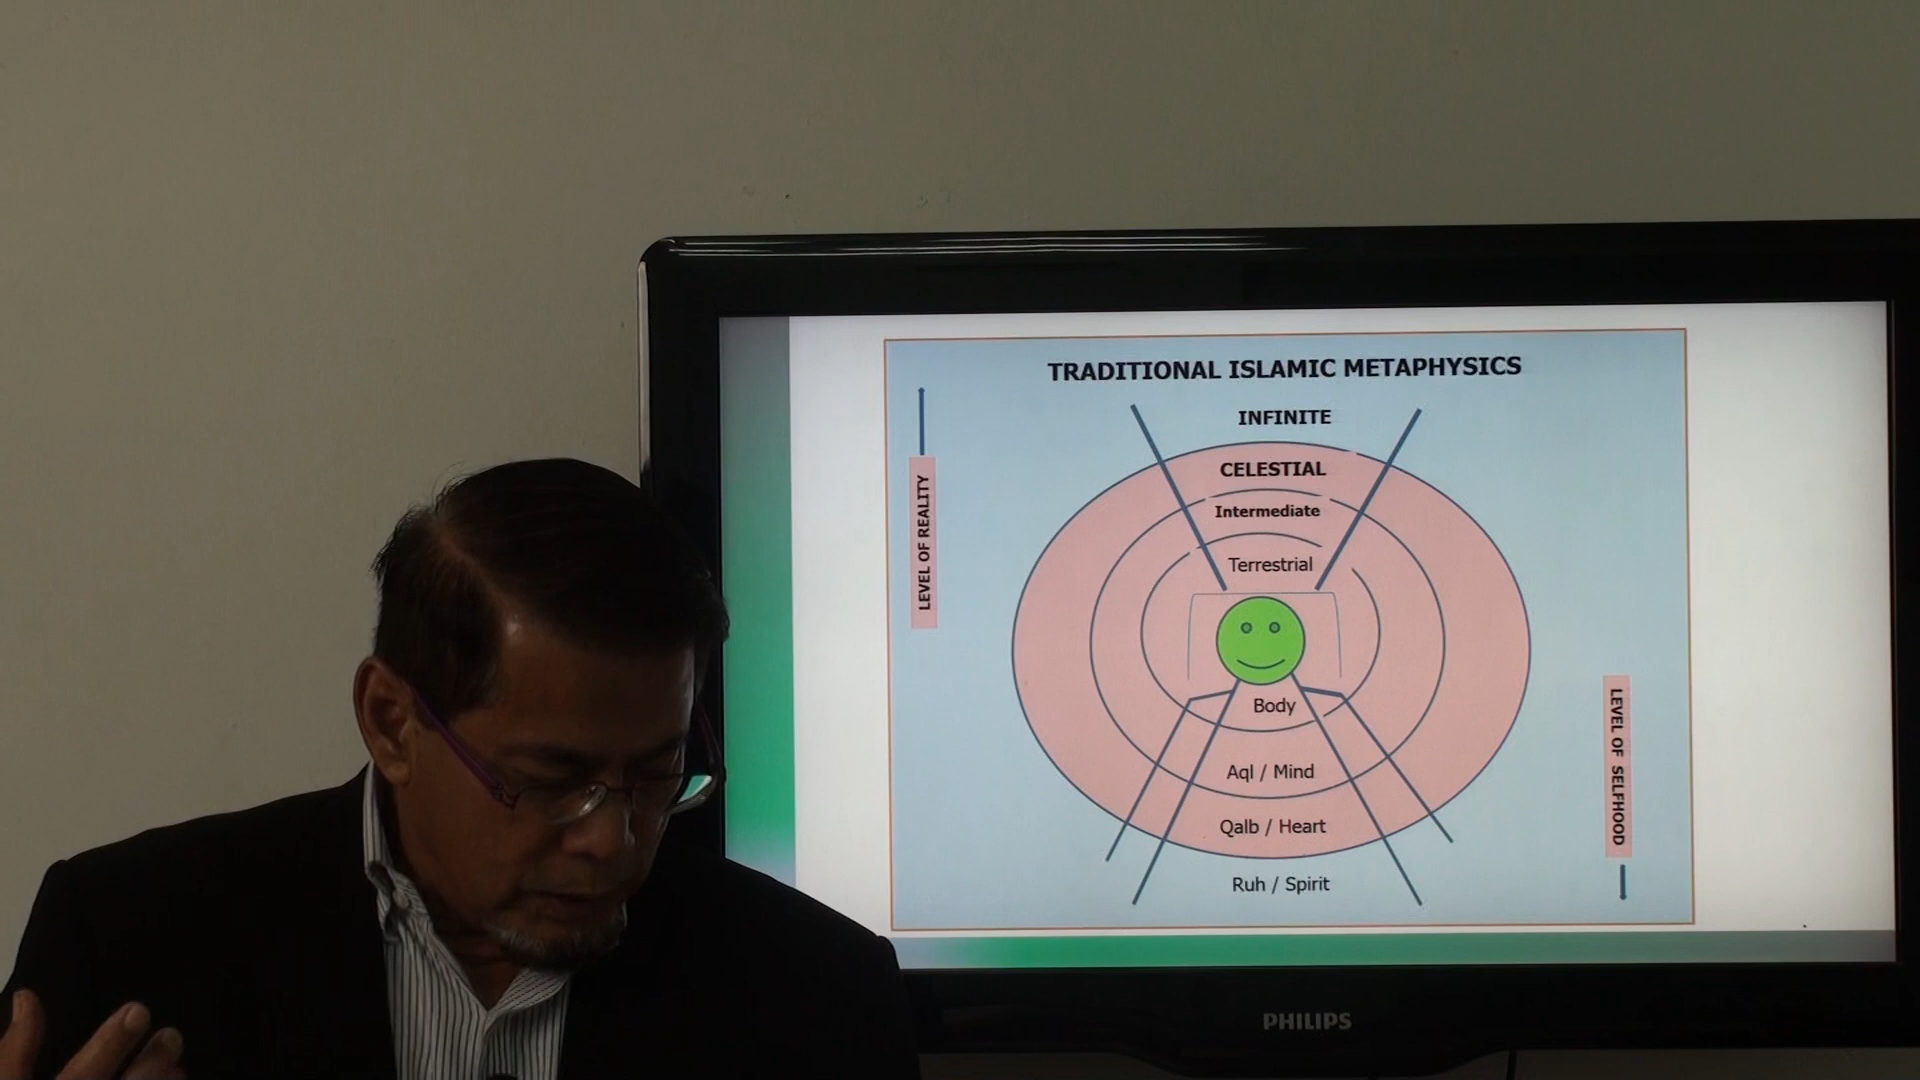 TRADITIONAL ISLAMIC METAPHYSICS
INFINITE
CELESTIAL
Intermediate
Terrestrial
LEVEL OF REALITY
Body
Aql / Mind
Qalb / Heart
Ruh / Spirit
LEVEL OF SELFHOOD
PHILIPS